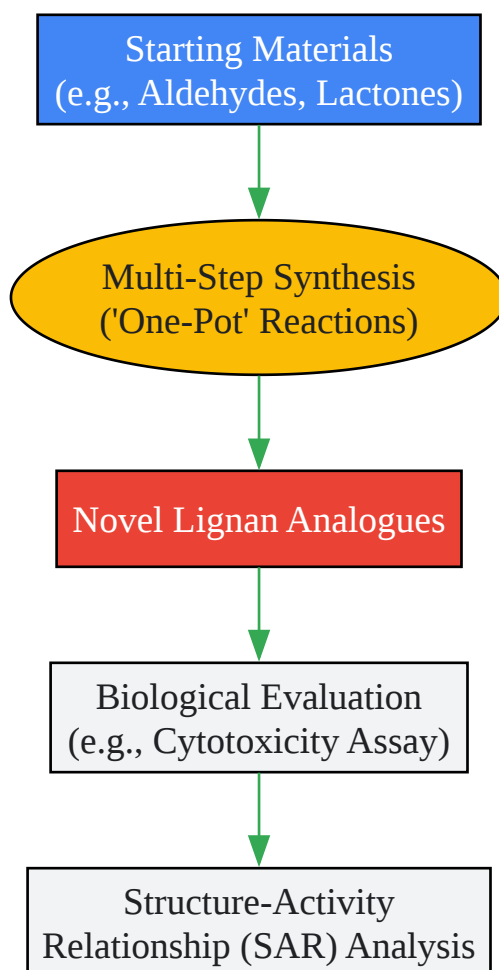 Starting Materials
(e.g., Aldehydes, Lactones)
Multi-Step Synthesis
('One-Pot' Reactions)
Novel Lignan Analogues
Biological Evaluation
(e.g., Cytotoxicity Assay)
Structure-Activity
Relationship (SAR) Analysis